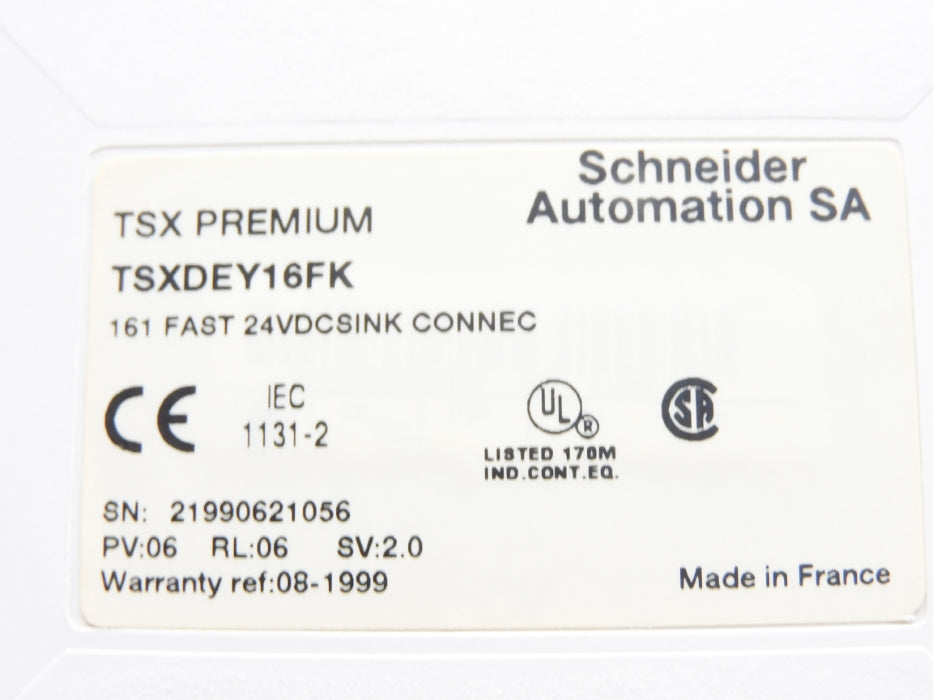 Schneider
Automation SA
TSX PREMIUM
TSXDEY16FK
161 FAST 24VDCSINK CONNEC
CE
IEC
1131-2
UL ®
SA
LISTED 170M
IND.CONT.EQ.
SN: 21990621056
PV:06 RL:06 SV:2.0
Warranty ref:08-1999
Made in France